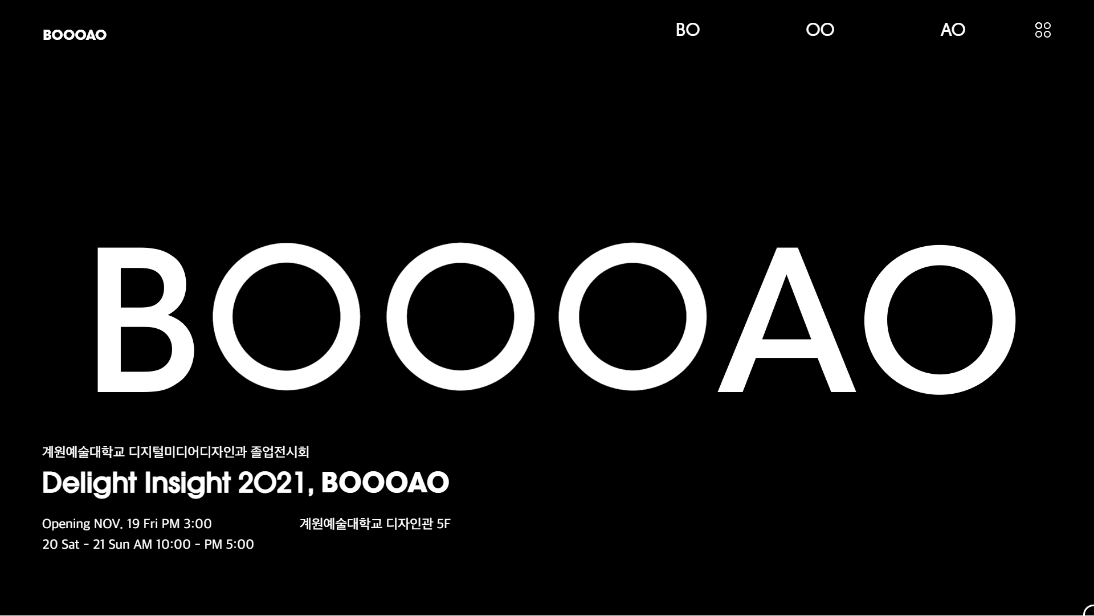 BOOOAO
BO
OO
AO
BOOOAO
계원예술대학교 디지털미디어디자인과 졸업전시회
Delight Insight 2021, BOOOAO
Opening NOV. 19 Fri PM 3:00
20 Sat - 21 Sun AM 10:00 - PM 5:00
계원예술대학교 디자인관 5F